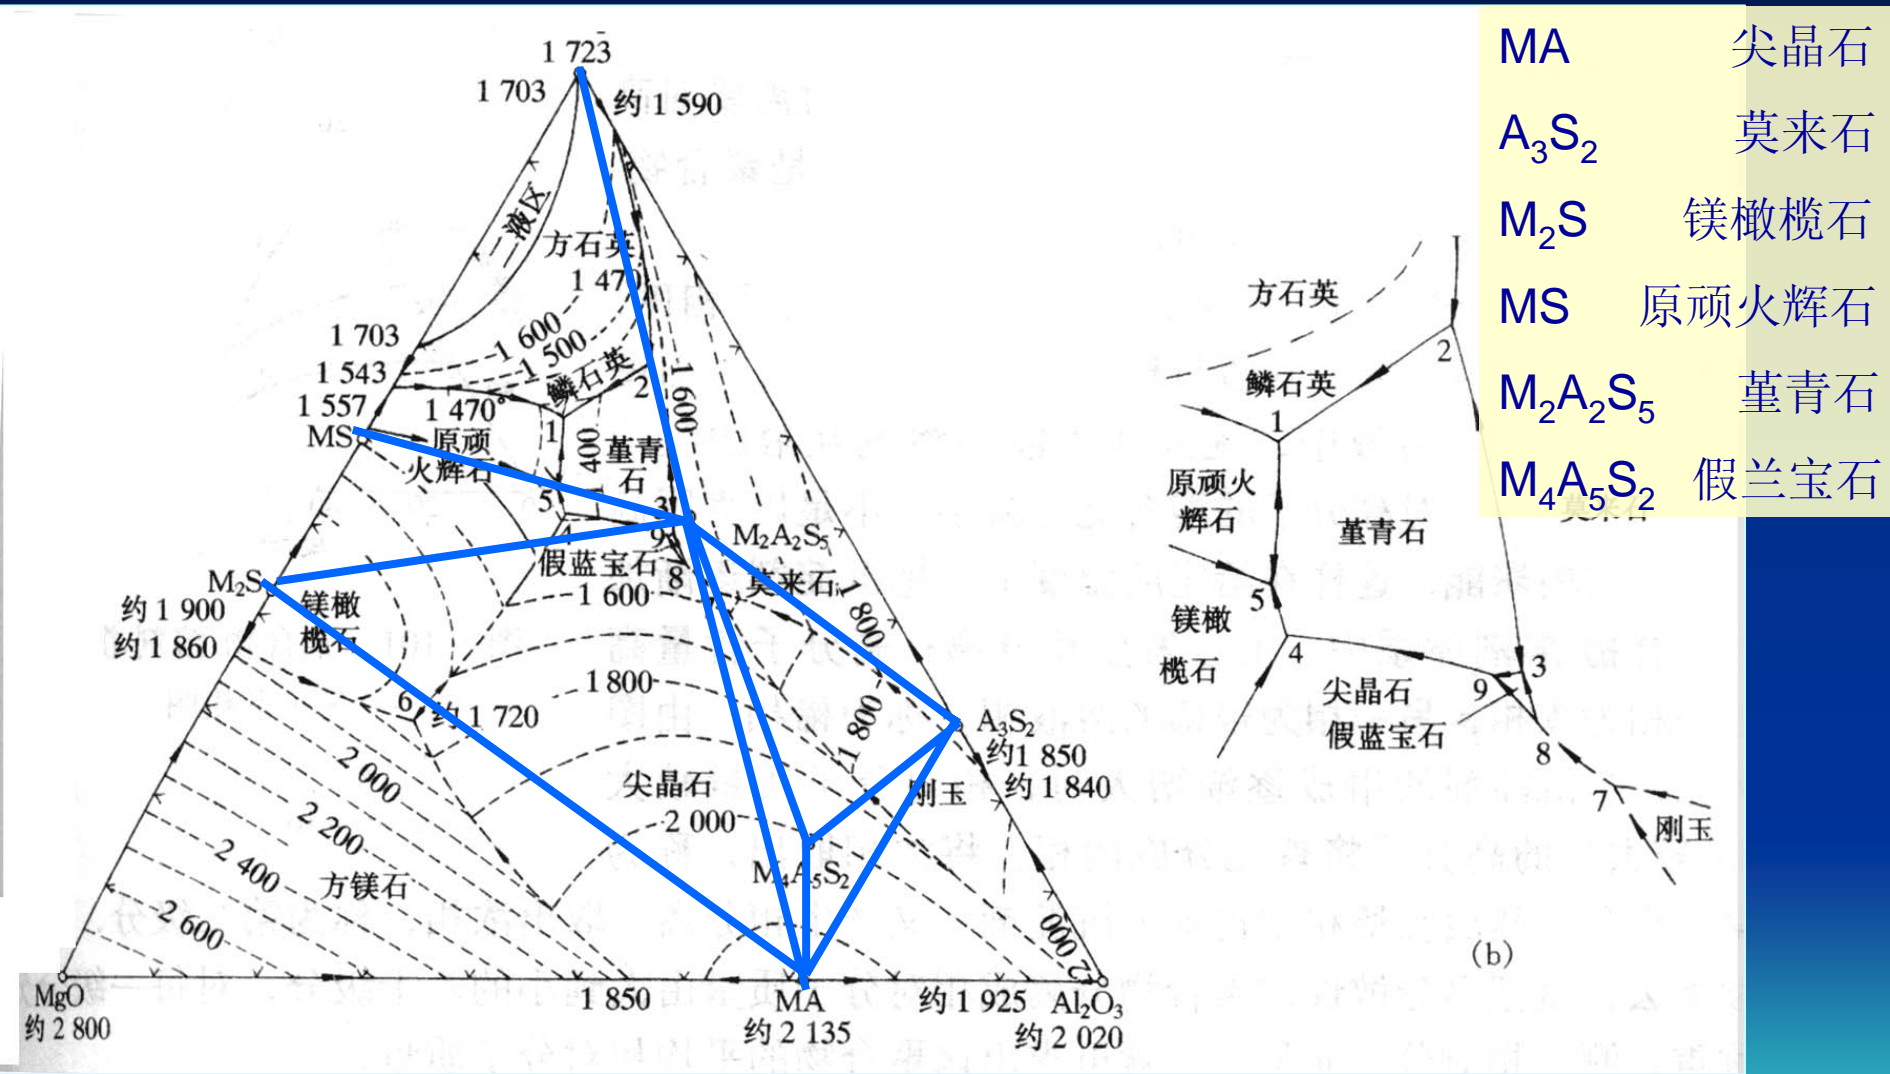 1 723
1 703
约 1 590
二液区
方石英
1 470
1 703
1 600
1 543
1 500
鳞石英
1 557
1 470°
2
1 600
MS
原顽
火辉石
1
1 400
堇青
石
5
3
4
9
M₂A₂S₅
假蓝宝石
8
莫来石
M₂S
约 1 900
镁橄
榄石
1 600
1 800
约 1 860
1 800
6
约 1 720
1 800
A₃S₂
约1 850
约 1 840
2 000
尖晶石
刚玉
2 000
2 200
2 400
M₄A₅S₂
方镁石
2 600
2 000
MgO
约 2 800
1 850
MA
约 2 135
约 1 925
Al₂O₃
约 2 020
方石英
2
鳞石英
1
原顽火
辉石
堇青石
5
镁橄
榄石
4
3
9
尖晶石
假蓝宝石
8
7
刚玉
(b)
MA 尖晶石
A₃S₂ 莫来石
M₂S 镁橄榄石
MS 原顽火辉石
M₂A₂S₅ 堇青石
M₄A₅S₂ 假兰宝石